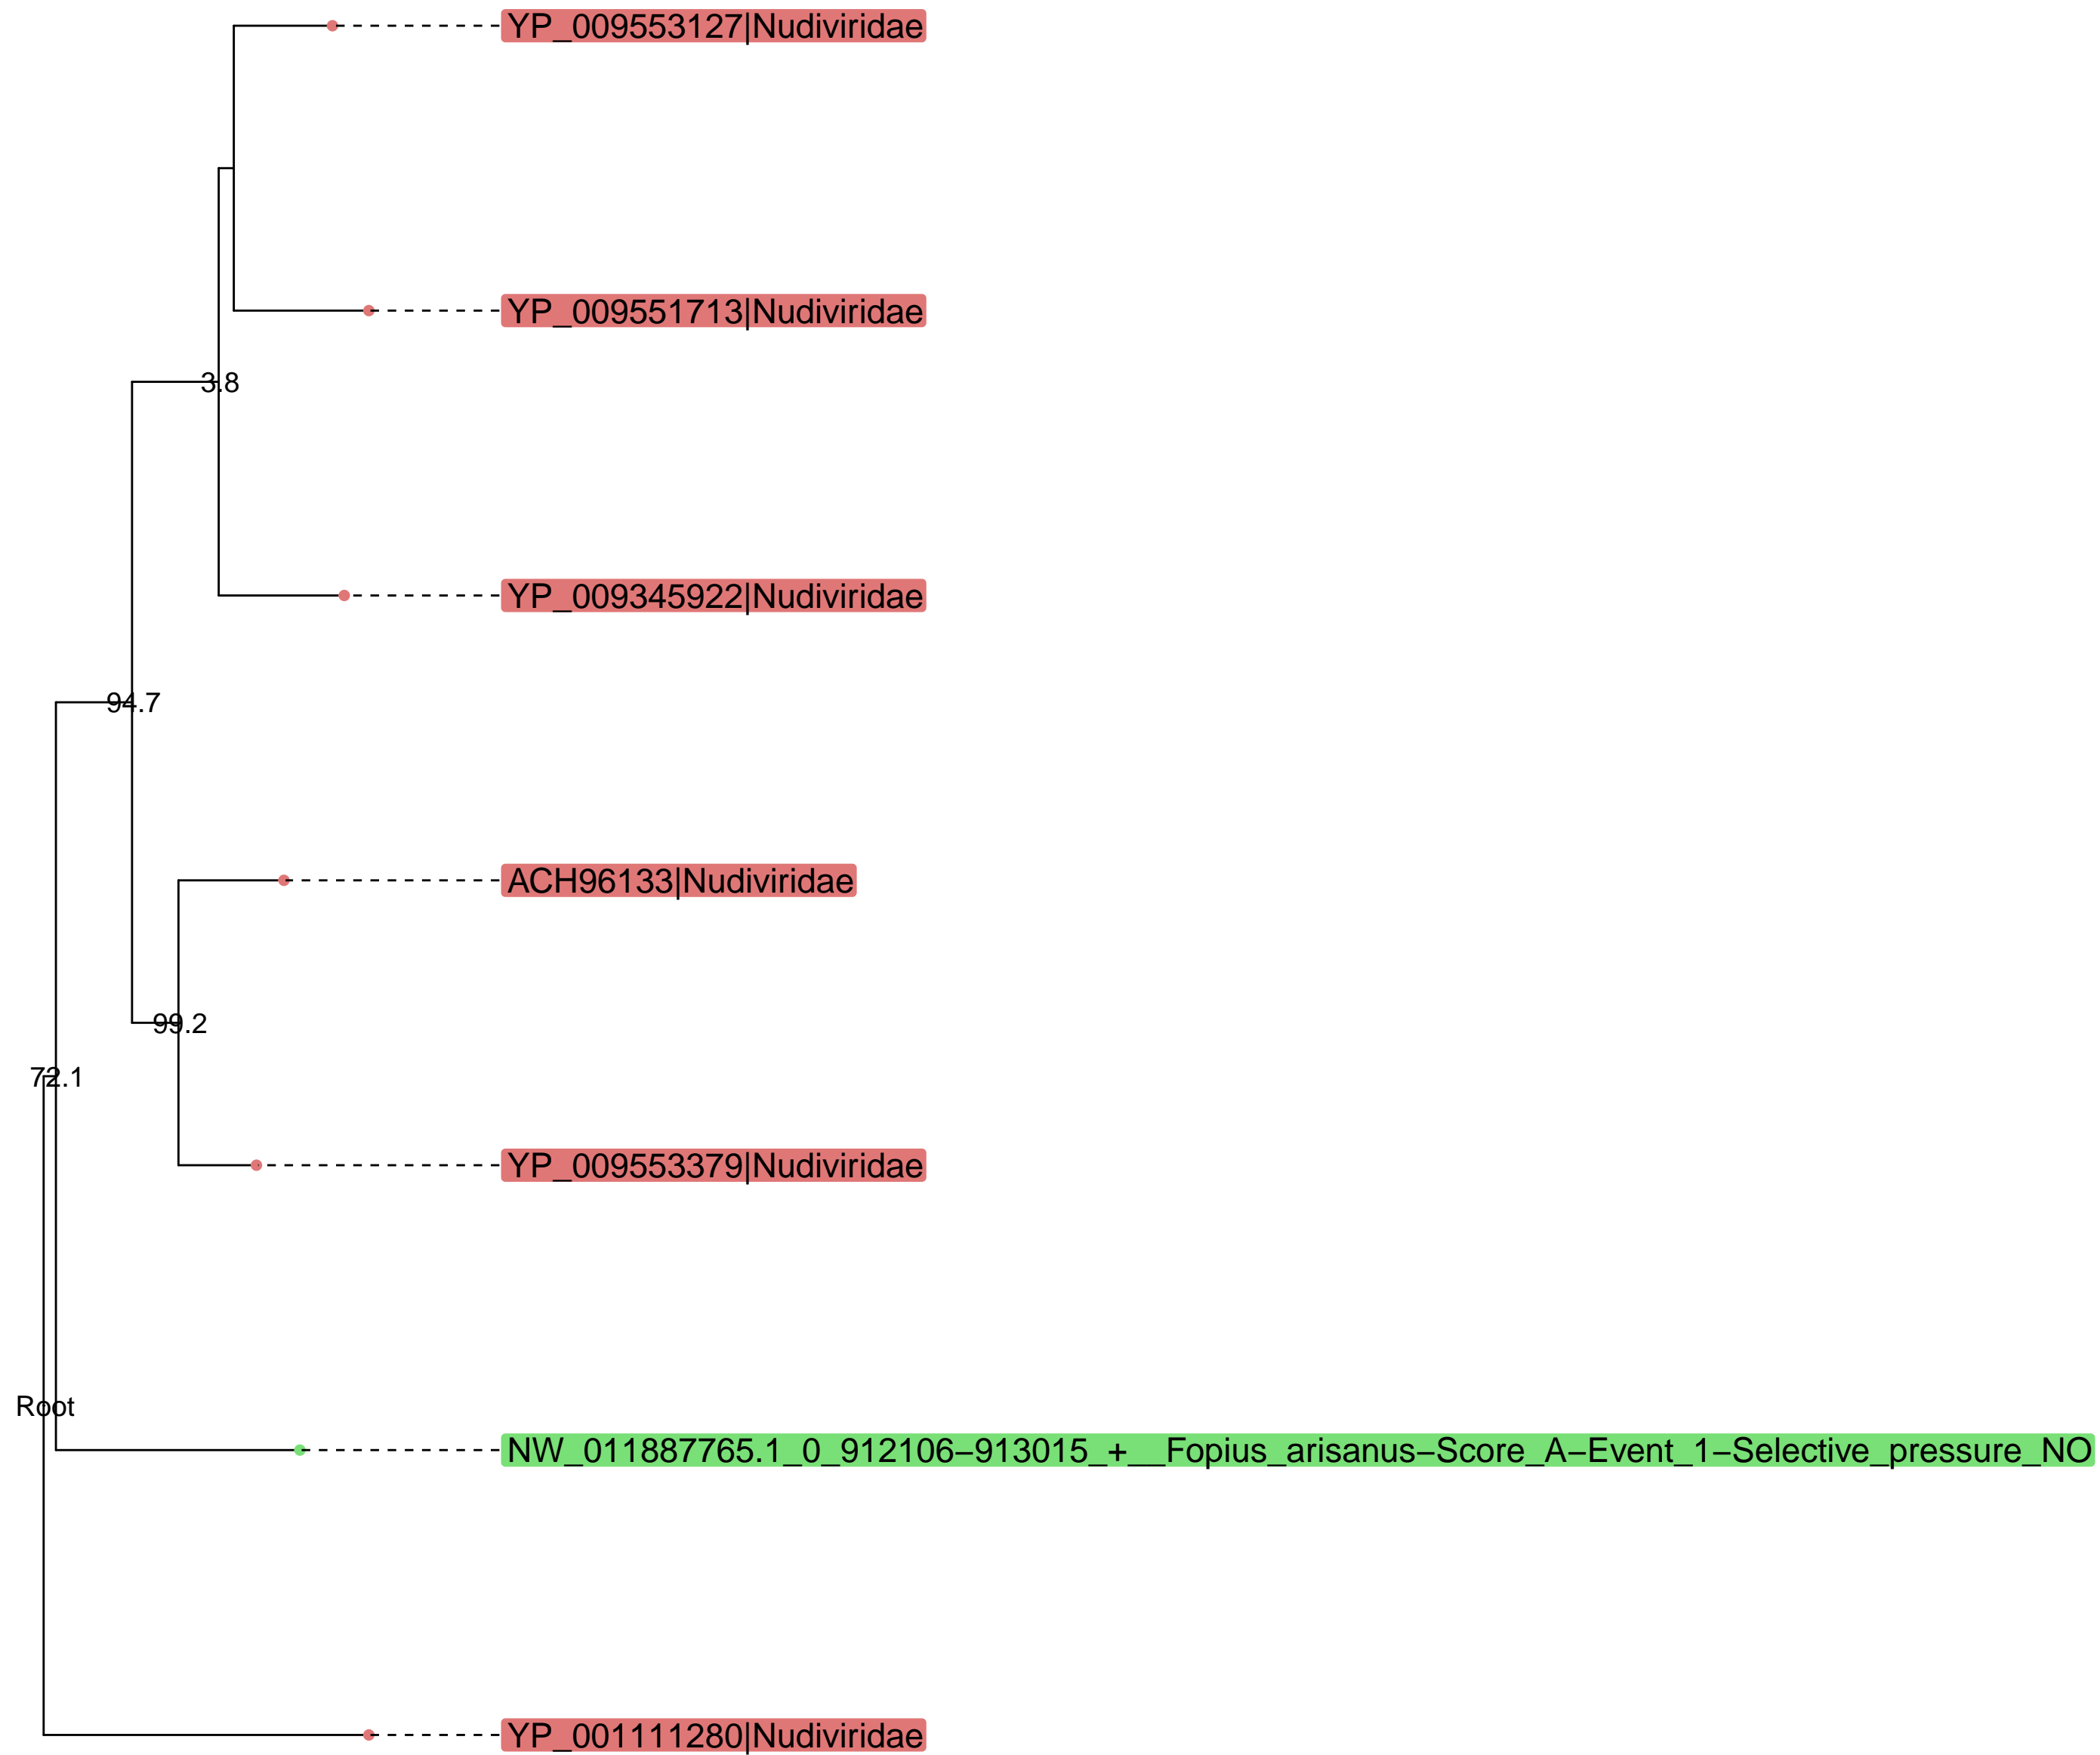 YP_009553127|Nudiviridae
YP_009551713|Nudiviridae
3.8
YP_009345922|Nudiviridae
94.7
ACH96133|Nudiviridae
99.2
72.1
YP_009553379|Nudiviridae
Root
NW_011887765.1_0_912106−913015_+__Fopius_arisanus−Score_A−Event_1−Selective_pressure_NO
YP_001111280|Nudiviridae